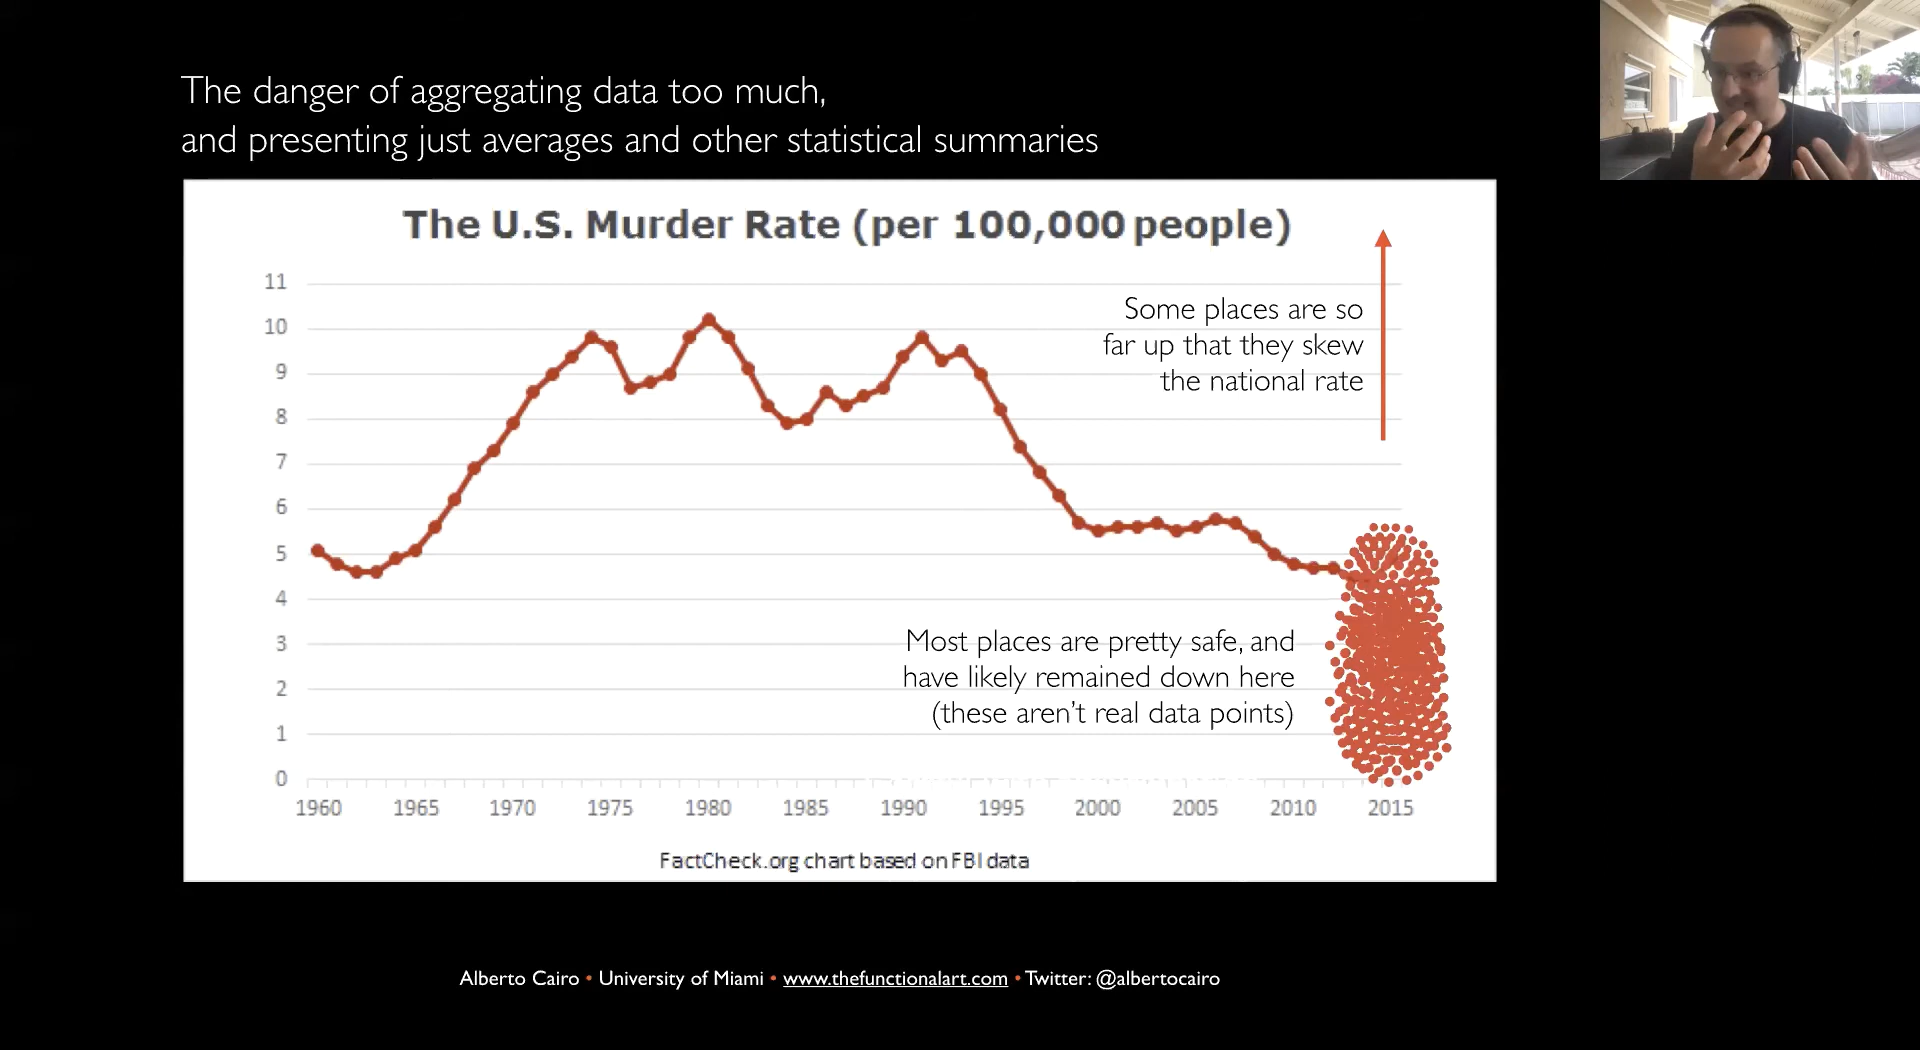 The danger of aggregating data too much,
and presenting just averages and other statistical summaries
The U.S. Murder Rate (per 100,000 people)
11
10
9
8
7
6
5
4
3
2
1
0
Some places are so
far up that they skew
the national rate
Most places are pretty safe, and
have likely remained down here
(these aren't real data points)
1960 1965 1970 1975 1980 1985 1990 1995 2000 2005 2010 2015
FactCheck.org chart based on FBI data
Alberto Cairo • University of Miami • www.thefunctionalart.com • Twitter: @albertocairo